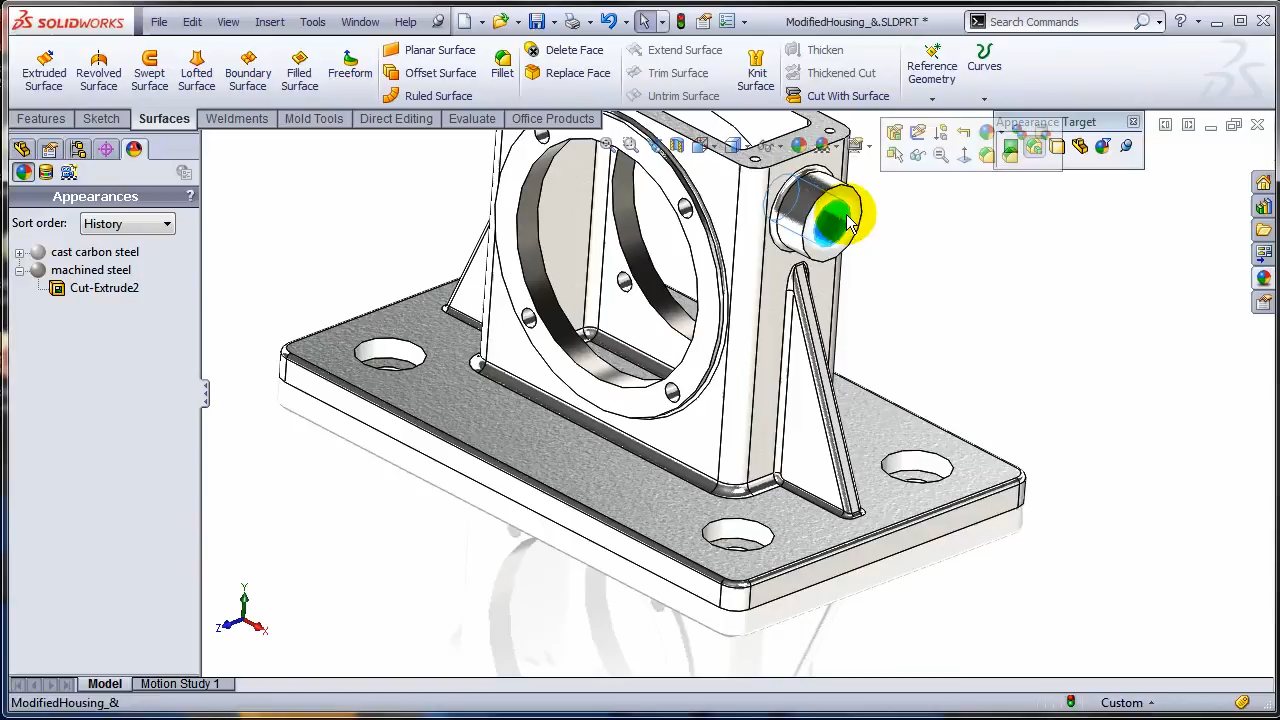 SOLIDWORKS File Edit View Insert Tools Window Help ModifiedHousing_&.SLDPRT * Search Commands
Extruded Surface
Revolved Surface
Swept Surface
Lofted Surface
Boundary Surface
Filled Surface
Freeform
Planar Surface
Offset Surface
Ruled Surface
Fillet
Delete Face
Replace Face
Extend Surface
Trim Surface
Untrim Surface
Knit Surface
Thicken
Thickened Cut
Cut With Surface
Reference Geometry
Curves
Features Sketch Surfaces Weldments Mold Tools Direct Editing Evaluate Office Products
Appearance Target
Appearances ?
Sort order: History
cast carbon steel
machined steel
Cut-Extrude2
Y
Z
X
Model Motion Study 1
ModifiedHousing_& Custom